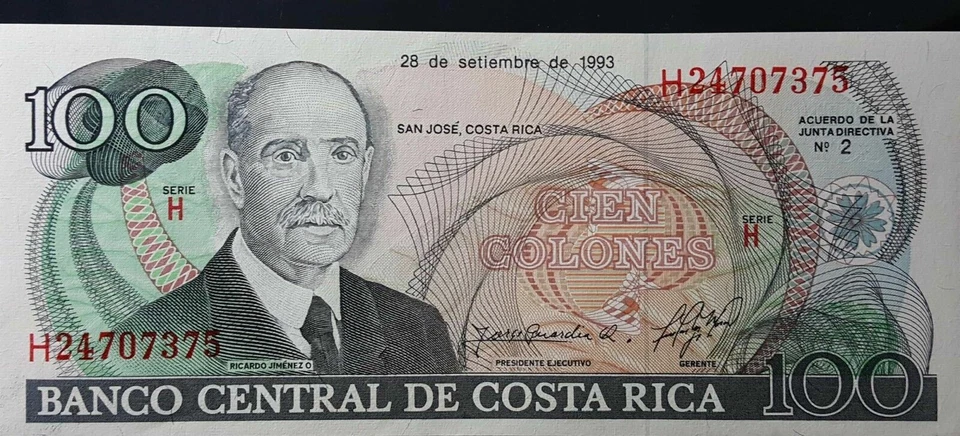 28 de setiembre de 1993
H24707375
100
SAN JOSÉ, COSTA RICA
ACUERDO DE LA
JUNTA DIRECTIVA
Nº 2
SERIE
H
CIEN
COLONES
SERIE
H
H24707375
RICARDO JIMÉNEZ O
PRESIDENTE EJECUTIVO
GERENTE
BANCO CENTRAL DE COSTA RICA
100